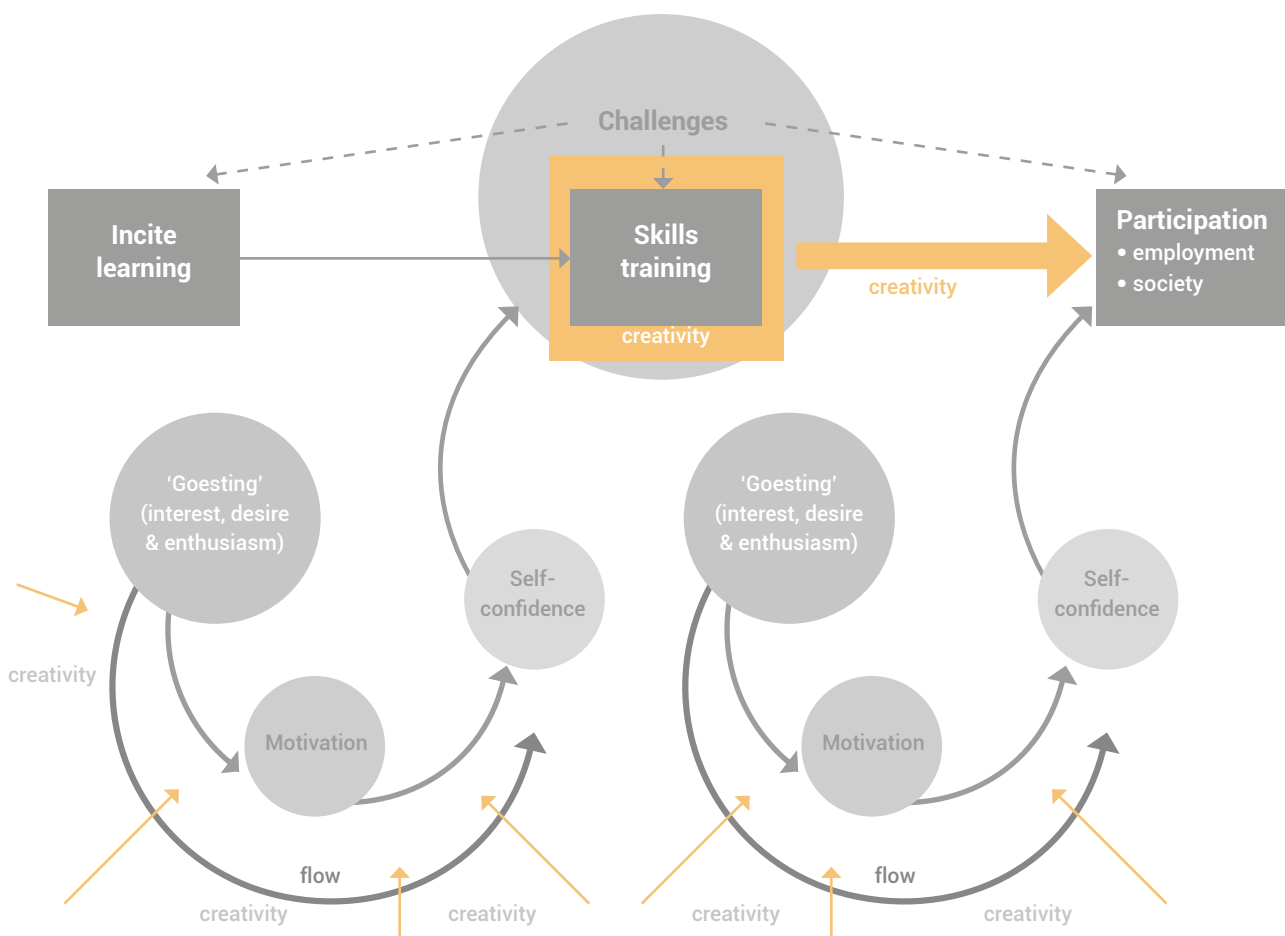 Challenges
Incite
learning
Skills
training
creativity
creativity
Participation
• employment
• society
‘Goesting’
(interest, desire
& enthusiasm)
Self-
confidence
Motivation
creativity
flow
creativity
creativity
‘Goesting’
(interest, desire
& enthusiasm)
Self-
confidence
Motivation
flow
creativity
creativity